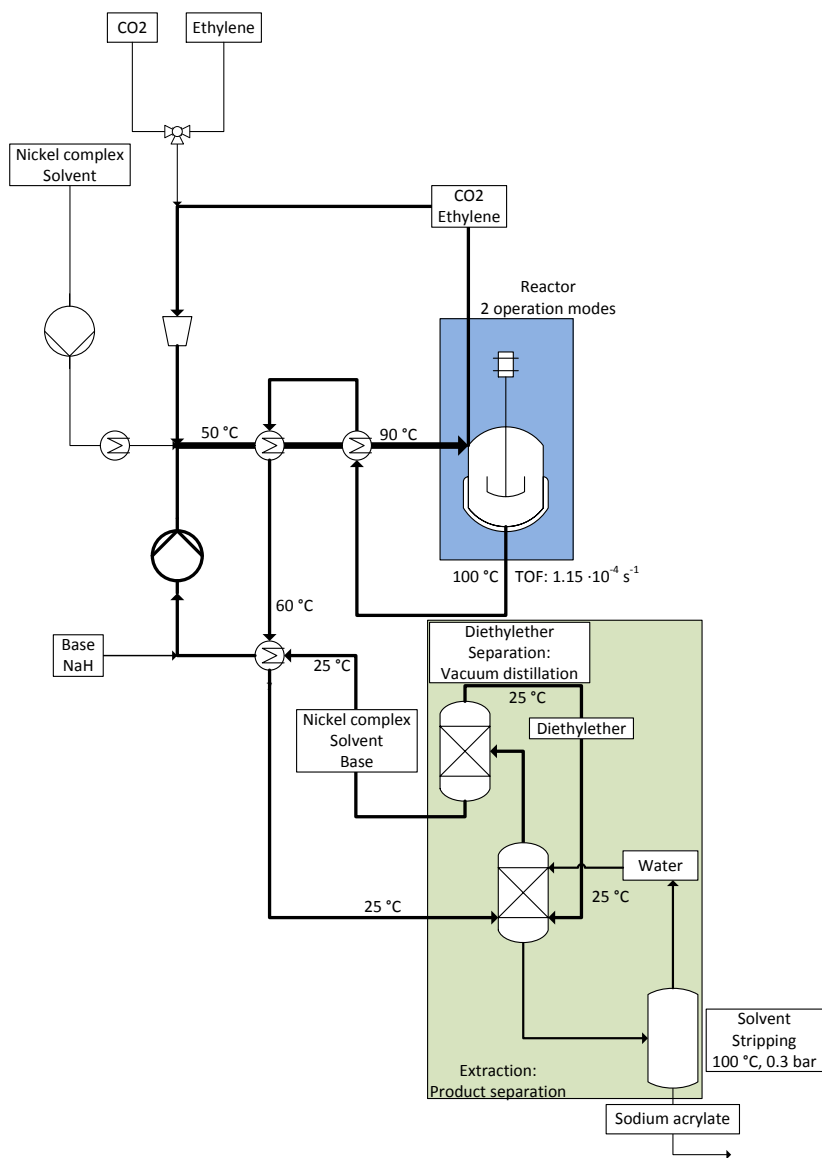 CO2
Ethylene
Nickel complex
Solvent
CO2
Ethylene
Reactor
2 operation modes
50 °C
90 °C
100 °C
TOF: 1.15 ·10⁻⁴ s⁻¹
60 °C
Base
NaH
25 °C
Diethylether
Separation:
Vacuum distillation
25 °C
Nickel complex
Solvent
Base
Diethylether
Water
25 °C
25 °C
Solvent
Stripping
100 °C, 0.3 bar
Extraction:
Product separation
Sodium acrylate